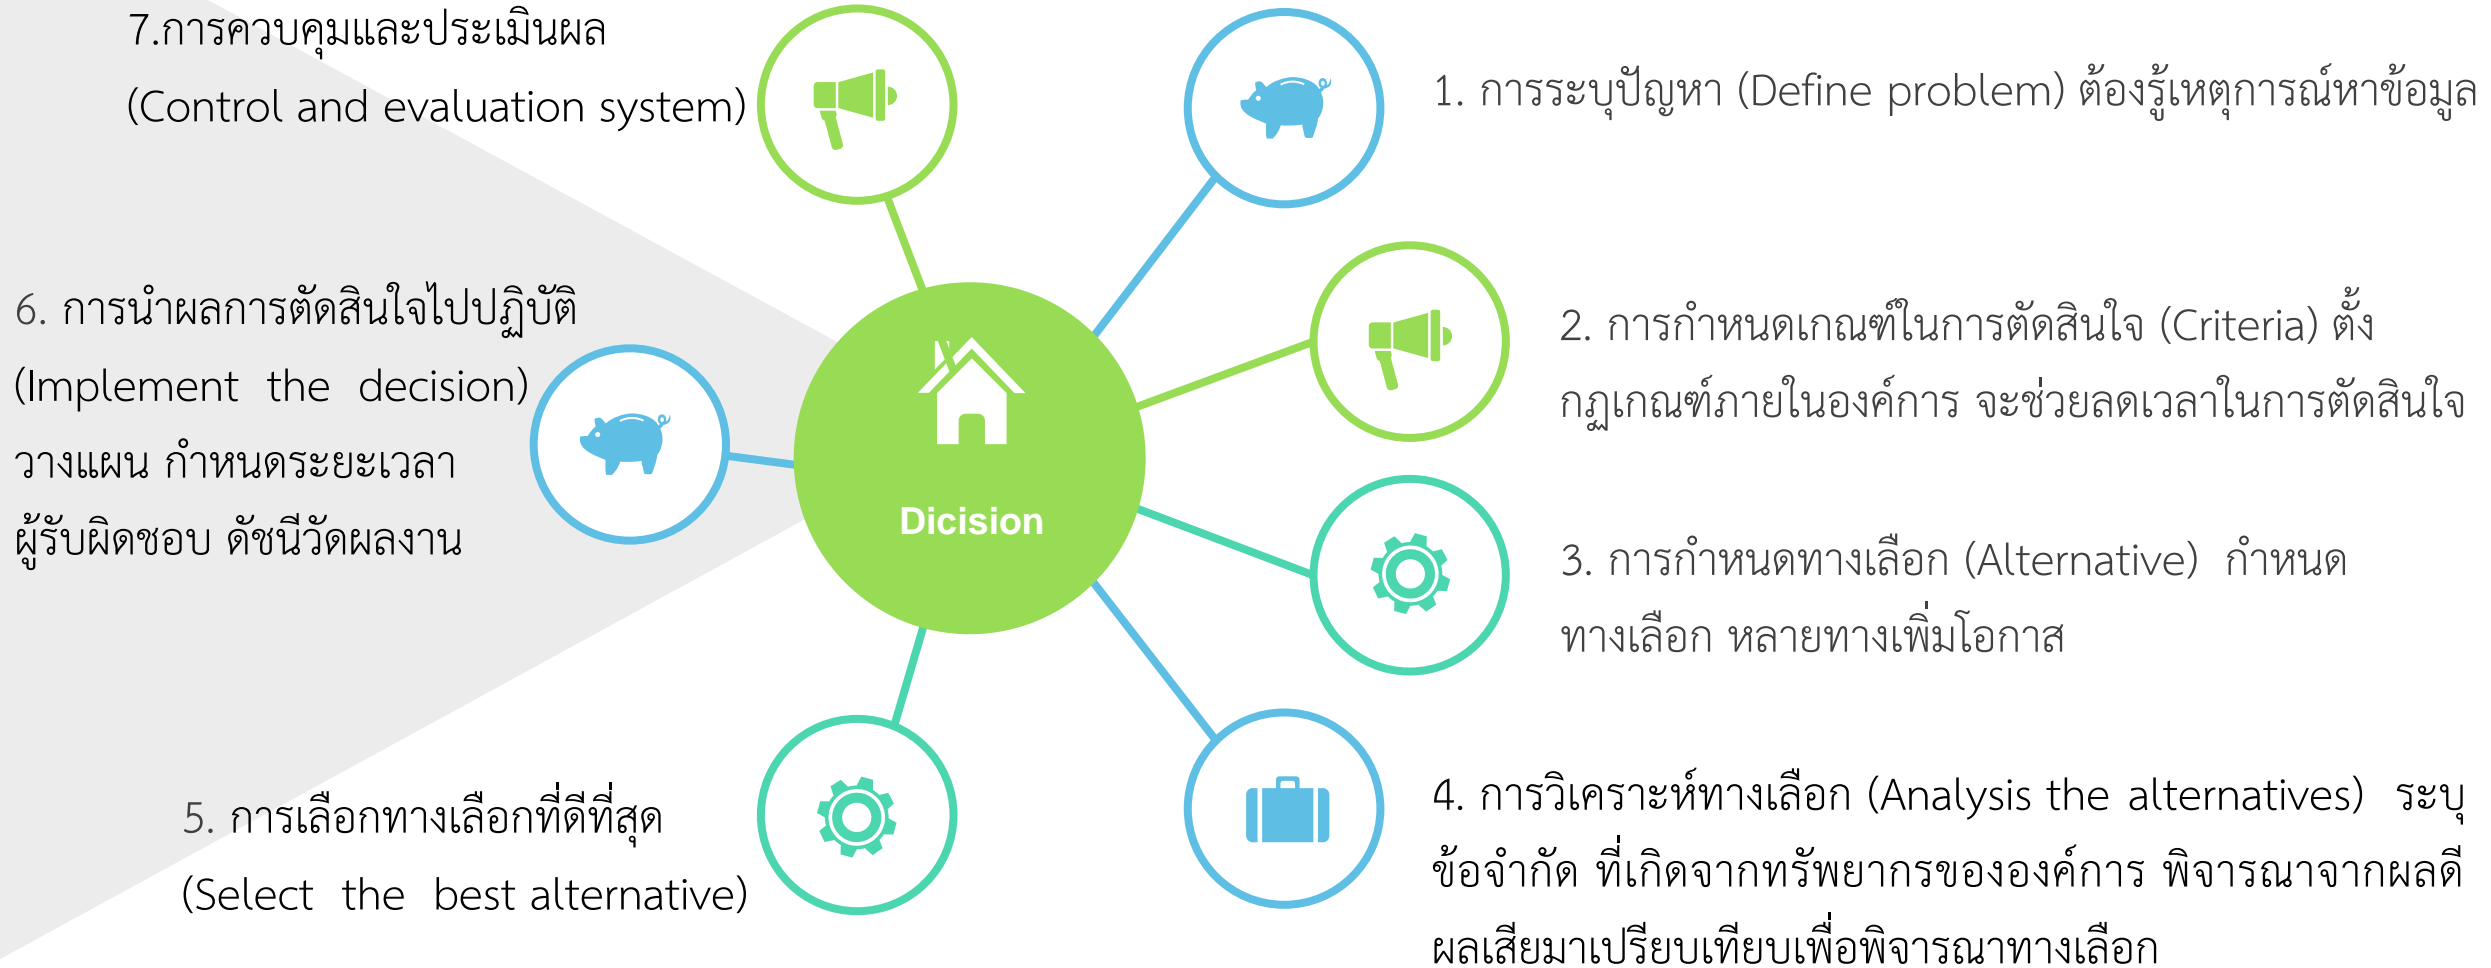 7.การควบคุมและประเมินผล
(Control and evaluation system)
1. การระบุปัญหา (Define problem) ต้องรู้เหตุการณ์หาข้อมูล
2. การกำหนดเกณฑ์ในการตัดสินใจ (Criteria) ตั้ง
กฏเกณฑ์ภายในองค์การ จะช่วยลดเวลาในการตัดสินใจ
3. การกำหนดทางเลือก (Alternative) กำหนด
ทางเลือก หลายทางเพิ่มโอกาส
4. การวิเคราะห์ทางเลือก (Analysis the alternatives) ระบุ
ข้อจำกัด ที่เกิดจากทรัพยากรขององค์การ พิจารณาจากผลดี
ผลเสียมาเปรียบเทียบเพื่อพิจารณาทางเลือก
5. การเลือกทางเลือกที่ดีที่สุด
(Select the best alternative)
6. การนำผลการตัดสินใจไปปฏิบัติ
(Implement the decision)
วางแผน กำหนดระยะเวลา
ผู้รับผิดชอบ ดัชนีวัดผลงาน
Dicision